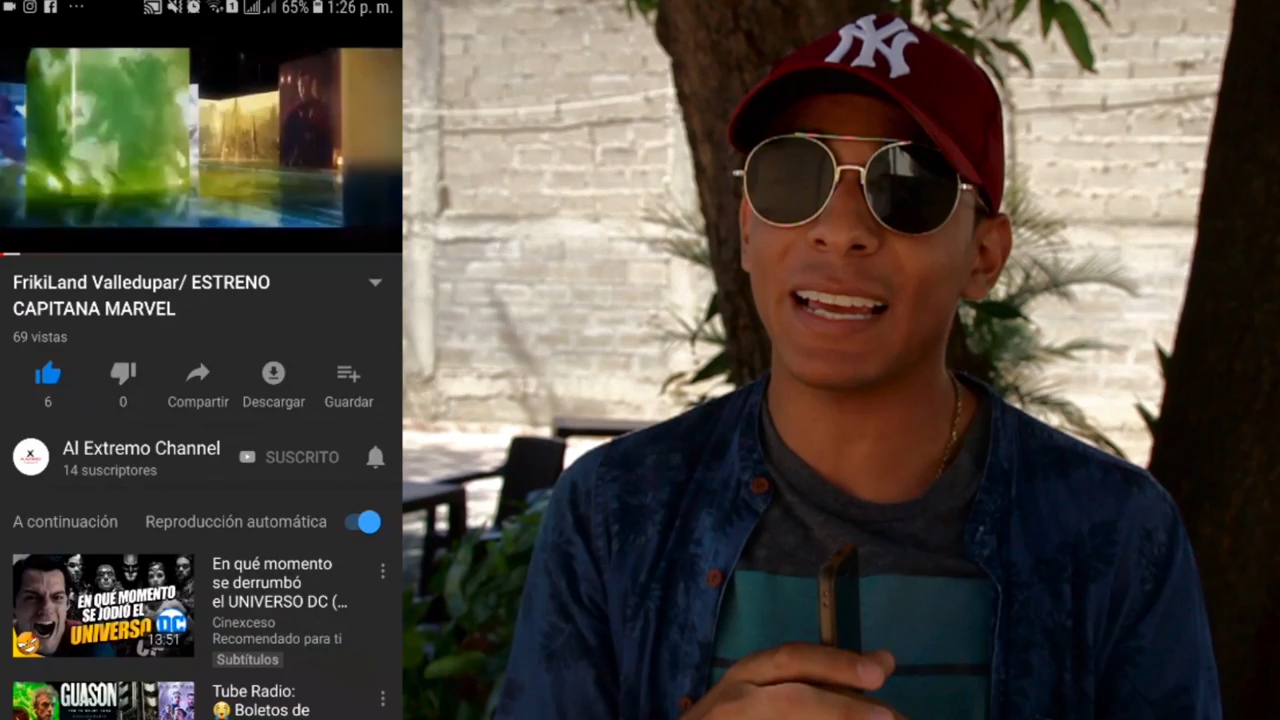 65% 1:26 p. m.
FrikiLand Valledupar/ ESTRENO
CAPITANA MARVEL
69 vistas
6
0
Compartir
Descargar
Guardar
Al Extremo Channel
14 suscriptores
SUSCRITO
A continuación
Reproducción automática
EN QUÉ MOMENTO
SE JODIÓ EL
UNIVERSO DC
13:51
En qué momento
se derrumbó
el UNIVERSO DC (...
Cinexceso
Recomendado para ti
Subtítulos
GUASON
Tube Radio:
😢 Boletos de
NY